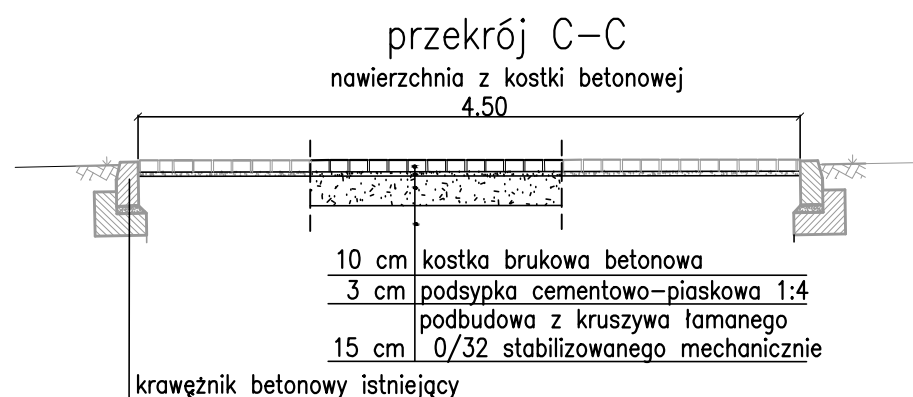 przekrój C-C
nawierzchnia z kostki betonowej
4.50
10 cm kostka brukowa betonowa
3 cm podsypka cementowo-piaskowa 1:4
podbudowa z kruszywa łamanego
15 cm 0/32 stabilizowanego mechanicznie
krawężnik betonowy istniejący